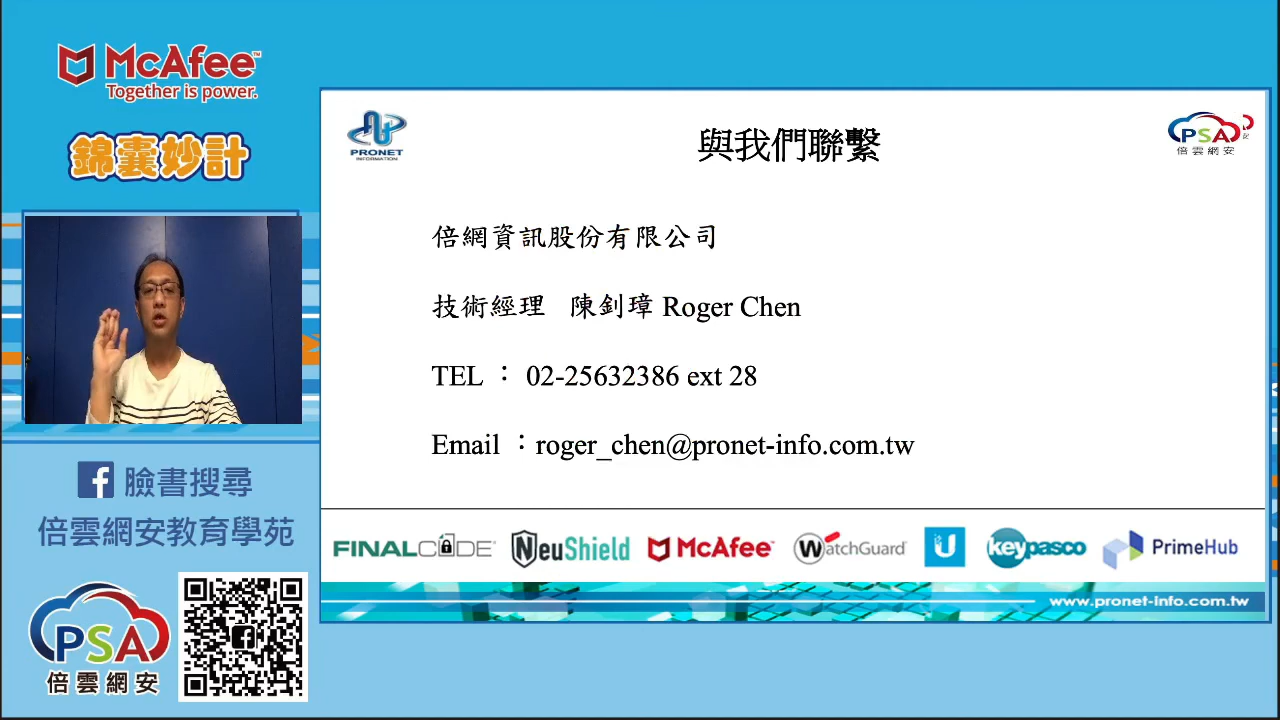 McAfee™
Together is power.
錦囊妙計
臉書搜尋
倍雲網安教育學苑
PSA
倍雲網安
PRONET
INFORMATION
與我們聯繫
PSA
倍雲網安
倍網資訊股份有限公司
技術經理 陳釗璋 Roger Chen
TEL : 02-25632386 ext 28
Email :roger_chen@pronet-info.com.tw
FINALCODE
NeuShield
McAfee™
WatchGuard
U
keypasco
PrimeHub
www.pronet-info.com.tw